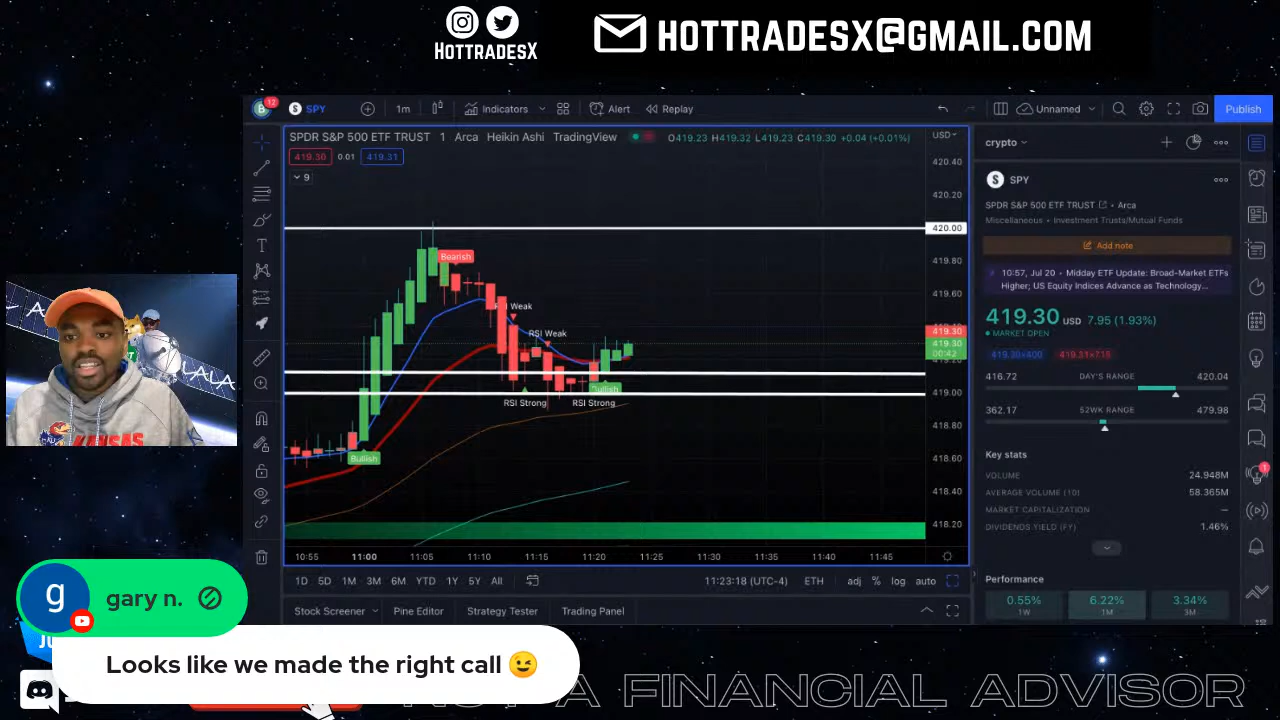 HOTTRADESX
HOTTRADESX@GMAIL.COM
12
SPY
1m
Indicators
Alert
Replay
Unnamed
Publish
SPDR S&P 500 ETF TRUST 1 Arca Heikin Ashi TradingView
O419.23 H419.32 L419.23 C419.30 +0.04 (+0.01%)
USD
419.30 0.01 419.31
9
420.40
420.20
420.00
419.80
419.60
419.30
419.30
00:42
419.00
418.80
418.60
418.40
418.20
Bearish
RSI Weak
RSI Strong
RSI Strong
Bullish
Bullish
10:55 11:00 11:05 11:10 11:15 11:20 11:25 11:30 11:35 11:40 11:45
1D 5D 1M 3M 6M YTD 1Y 5Y All
11:23:18 (UTC-4) ETH adj % log auto
Stock Screener Pine Editor Strategy Tester Trading Panel
crypto
SPY
SPDR S&P 500 ETF TRUST • Arca
Miscellaneous • Investment Trusts/Mutual Funds
Add note
10:57, Jul 20 • Midday ETF Update: Broad-Market ETFs
Higher; US Equity Indices Advance as Technology...
419.30 USD 7.95 (1.93%)
MARKET OPEN
416.72 DAY'S RANGE 420.04
362.17 52WK RANGE 479.98
Key stats
VOLUME 24.948M
AVERAGE VOLUME (10) 58.365M
MARKET CAPITALIZATION —
DIVIDENDS YIELD (FY) 1.46%
Performance
0.55% 6.22% 3.34%
1W 1M 3M
KANSAS
g
gary n.
Looks like we made the right call 😉
A FINANCIAL ADVISOR